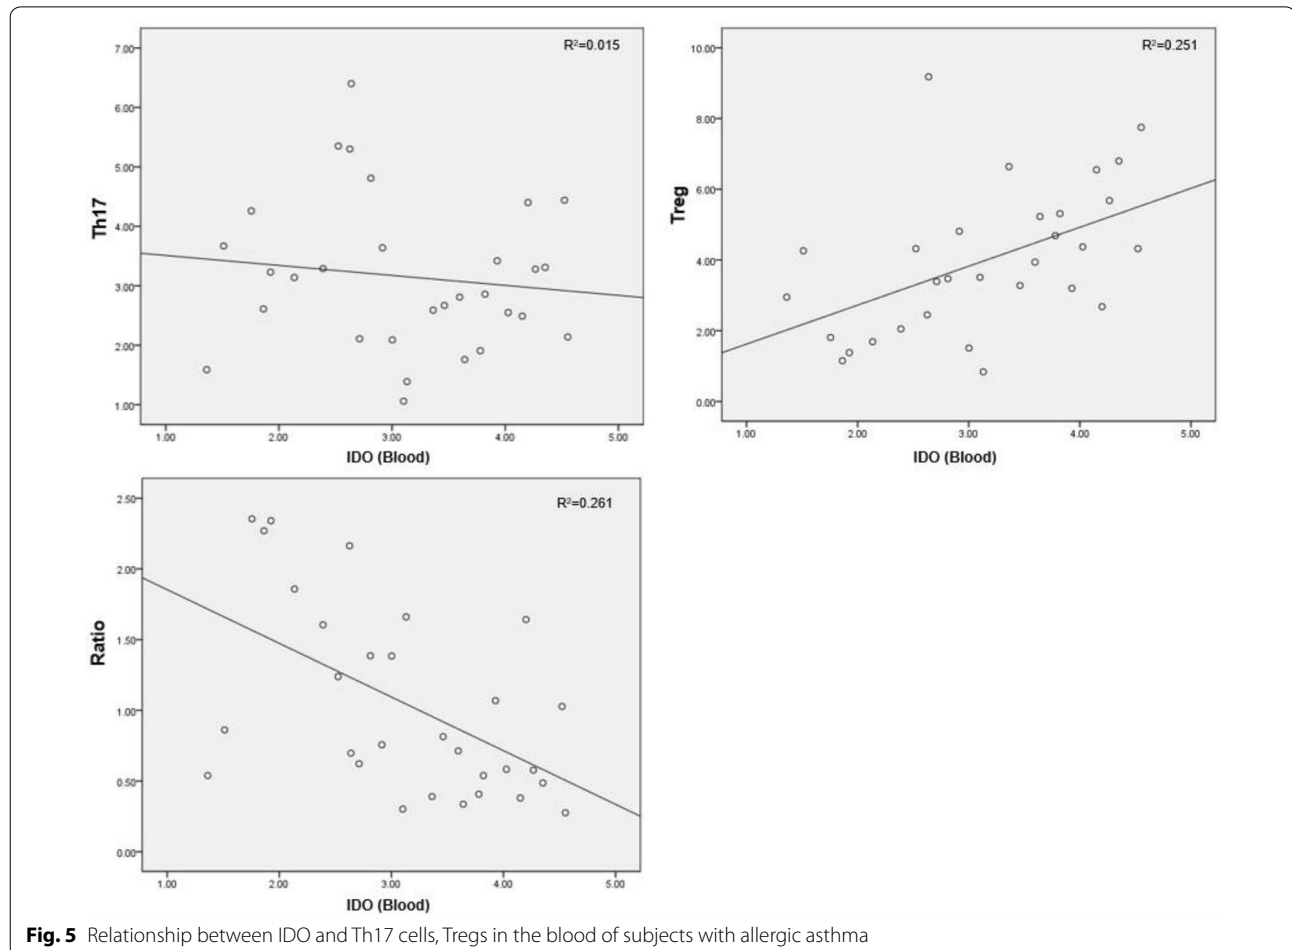 R²=0.015
7.00
6.00
5.00
4.00
3.00
2.00
1.00
Th17
1.00 2.00 3.00 4.00 5.00
IDO (Blood)
R²=0.251
10.00
8.00
6.00
4.00
2.00
0.00
Treg
1.00 2.00 3.00 4.00 5.00
IDO (Blood)
R²=0.261
2.50
2.00
1.50
1.00
0.50
0.00
Ratio
1.00 2.00 3.00 4.00 5.00
IDO (Blood)
Fig. 5 Relationship between IDO and Th17 cells, Tregs in the blood of subjects with allergic asthma